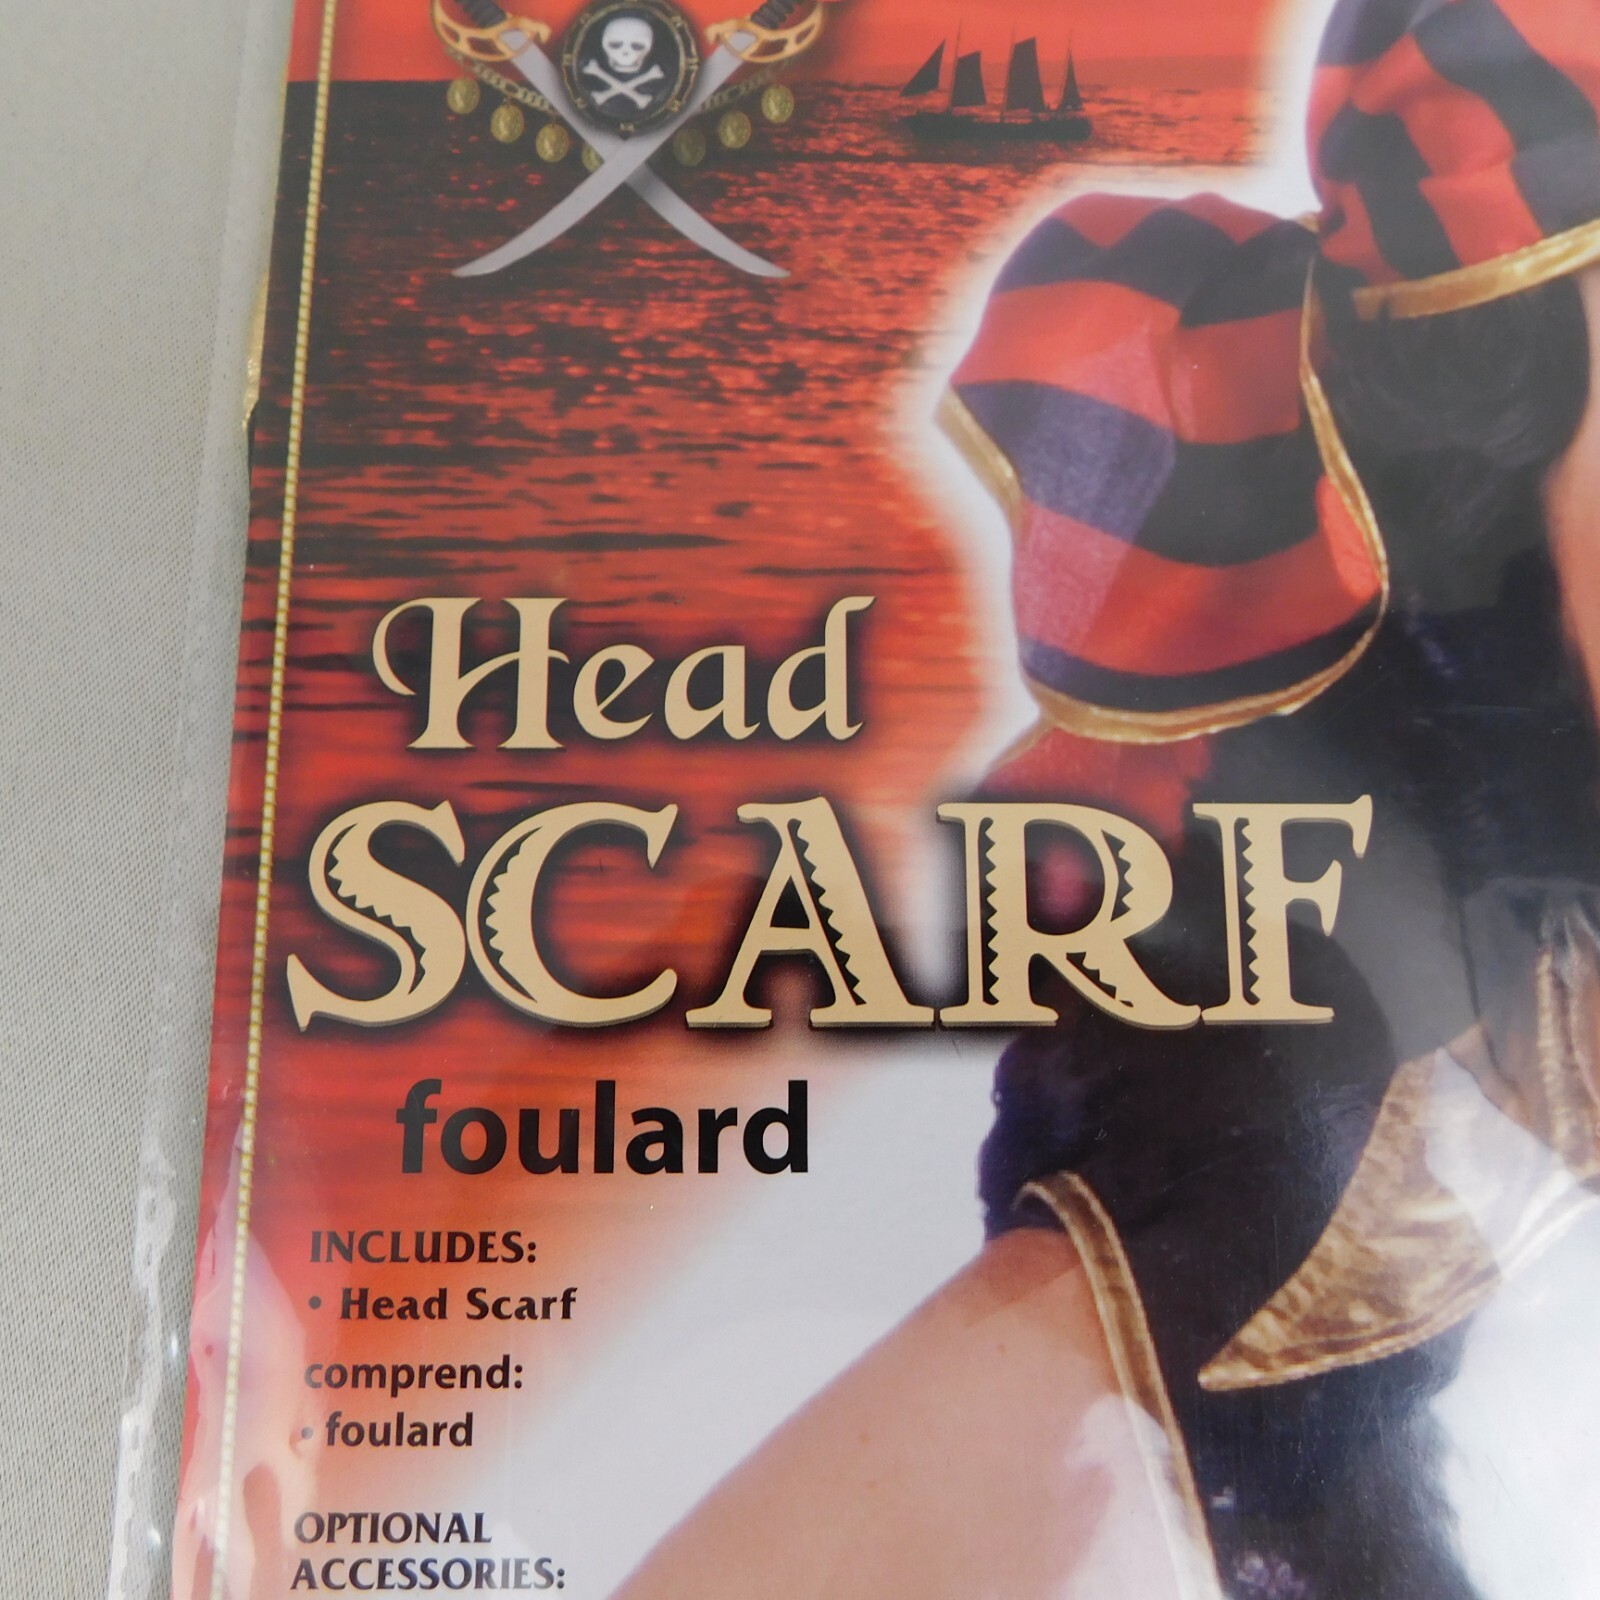 Head
SCARF
foulard
INCLUDES:
• Head Scarf
comprend:
• foulard
OPTIONAL
ACCESSORIES: